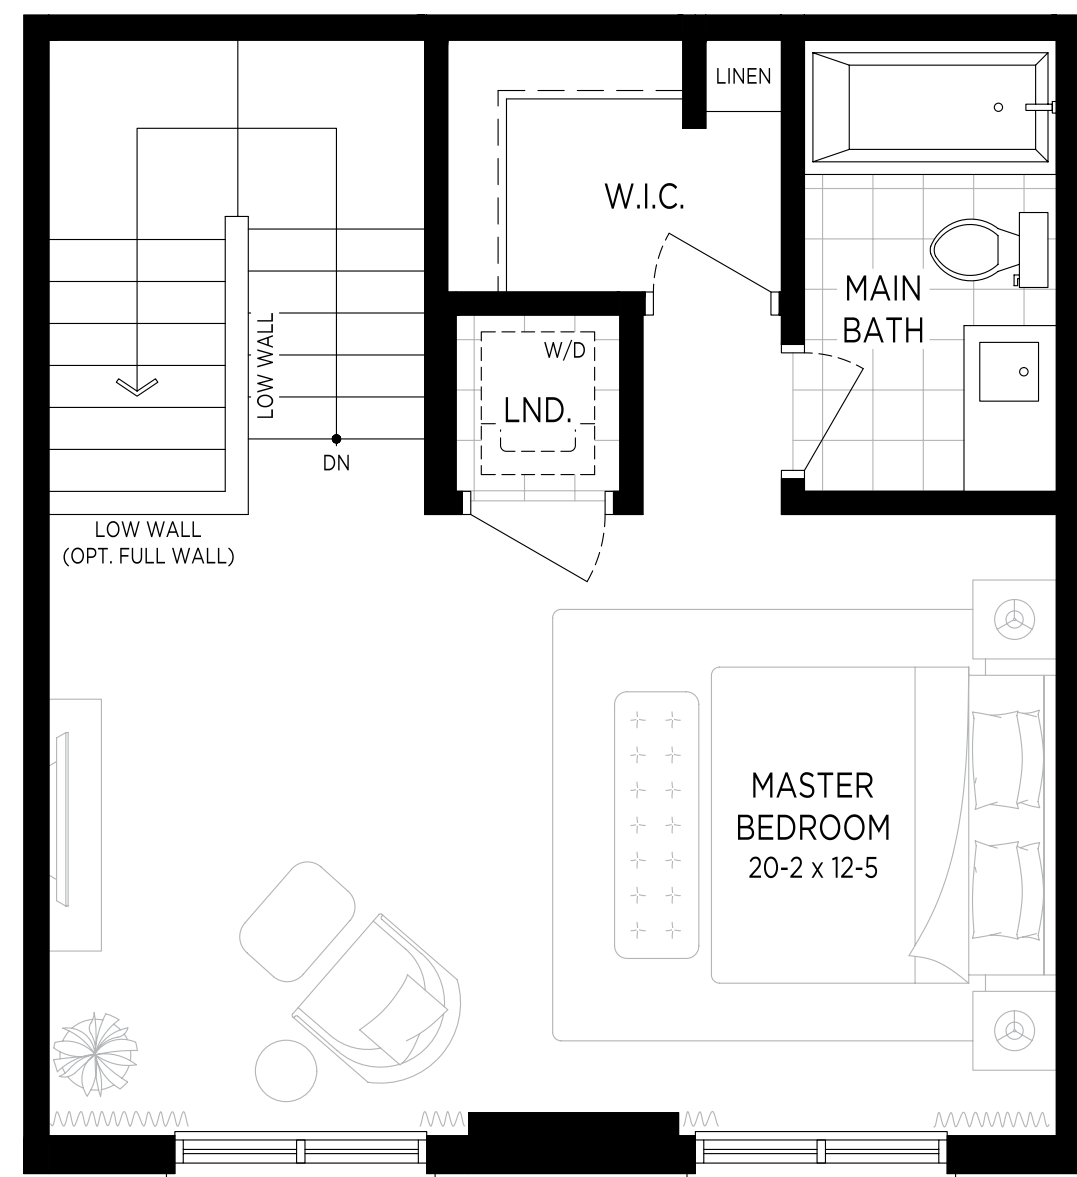 LINEN
W.I.C.
MAIN
BATH
W/D
LND.
LOW WALL
DN
LOW WALL
(OPT. FULL WALL)
MASTER
BEDROOM
20-2 x 12-5